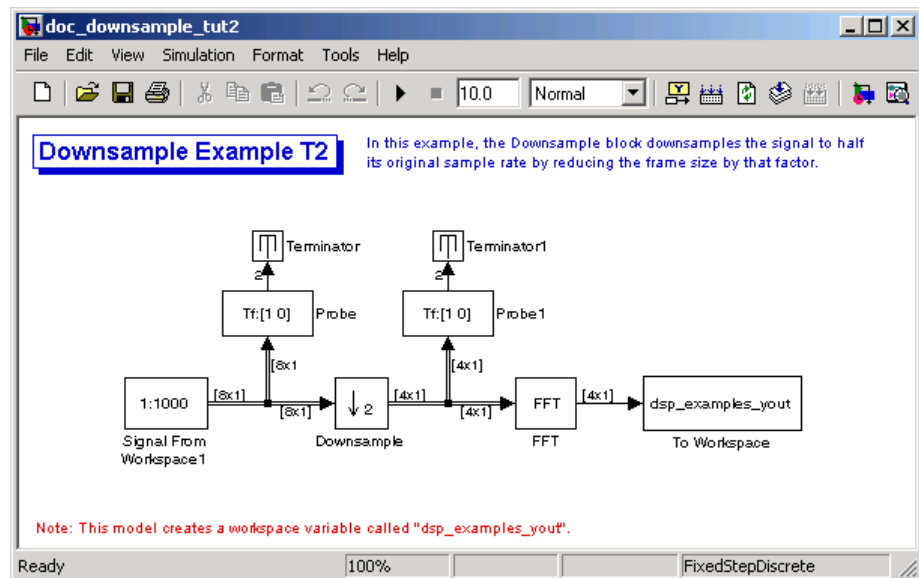 doc_downsample_tut2
File Edit View Simulation Format Tools Help
10.0 Normal
Downsample Example T2
In this example, the Downsample block downsamples the signal to half
its original sample rate by reducing the frame size by that factor.
Terminator
Terminator1
2
2
Tf:[1 0]
Probe
Tf:[1 0]
Probe1
[8x1
[4x1]
1:1000
[8x1]
[8x1]
2
[4x1]
[4x1]
FFT
[4x1]
dsp_examples_yout
Signal From
Workspace1
Downsample
FFT
To Workspace
Note: This model creates a workspace variable called "dsp_examples_yout".
Ready 100% FixedStepDiscrete